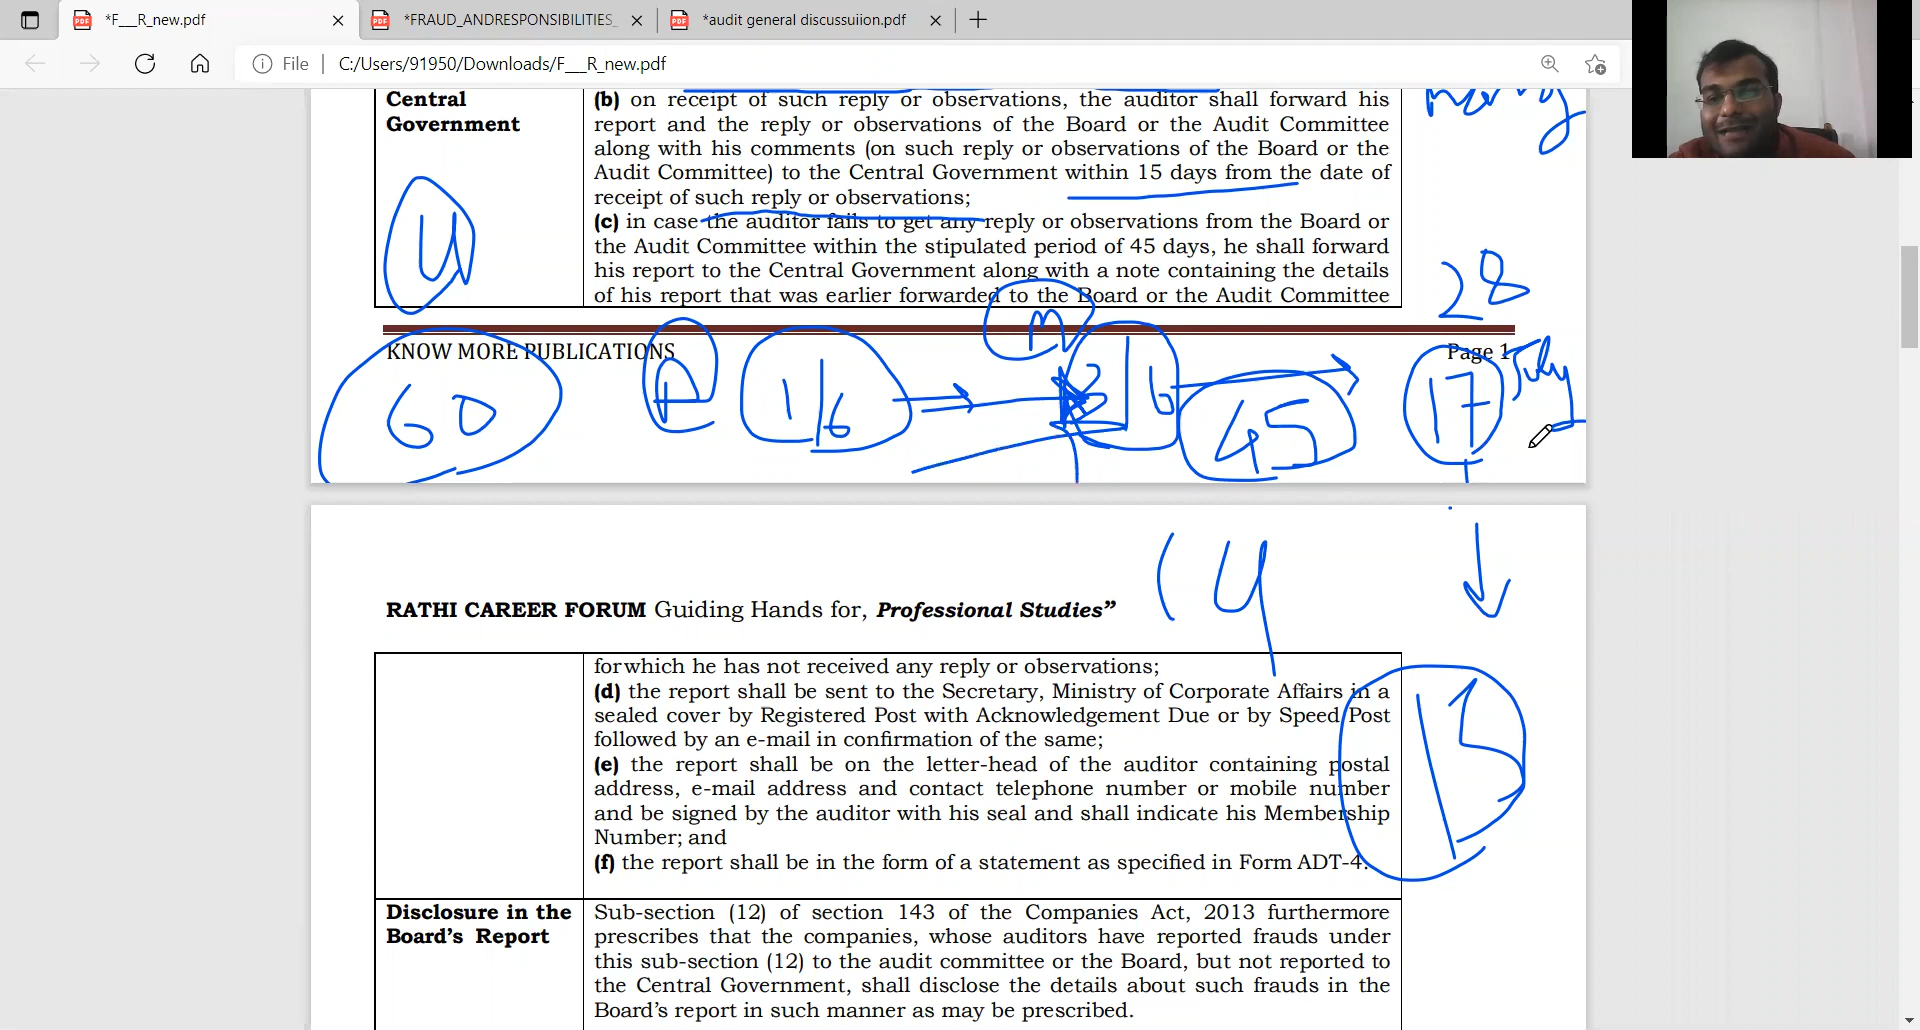 *F__R_new.pdf
*FRAUD_ANDRESPONSIBILITIES_
*audit general discussuiion.pdf
File
C:/Users/91950/Downloads/F__R_new.pdf
Central
Government
(b) on receipt of such reply or observations, the auditor shall forward his
report and the reply or observations of the Board or the Audit Committee
along with his comments (on such reply or observations of the Board or the
Audit Committee) to the Central Government within 15 days from the date of
receipt of such reply or observations;
(c) in case the auditor fails to get any reply or observations from the Board or
the Audit Committee within the stipulated period of 45 days, he shall forward
his report to the Central Government along with a note containing the details
of his report that was earlier forwarded to the Board or the Audit Committee
28
KNOW MORE PUBLICATIONS
Page 1
60
1/6
M
45
17 July
14
RATHI CAREER FORUM Guiding Hands for, Professional Studies”
forwhich he has not received any reply or observations;
(d) the report shall be sent to the Secretary, Ministry of Corporate Affairs in a
sealed cover by Registered Post with Acknowledgement Due or by Speed Post
followed by an e-mail in confirmation of the same;
(e) the report shall be on the letter-head of the auditor containing postal
address, e-mail address and contact telephone number or mobile number
and be signed by the auditor with his seal and shall indicate his Membership
Number; and
(f) the report shall be in the form of a statement as specified in Form ADT-4.
15
Disclosure in the
Board’s Report
Sub-section (12) of section 143 of the Companies Act, 2013 furthermore
prescribes that the companies, whose auditors have reported frauds under
this sub-section (12) to the audit committee or the Board, but not reported to
the Central Government, shall disclose the details about such frauds in the
Board’s report in such manner as may be prescribed.